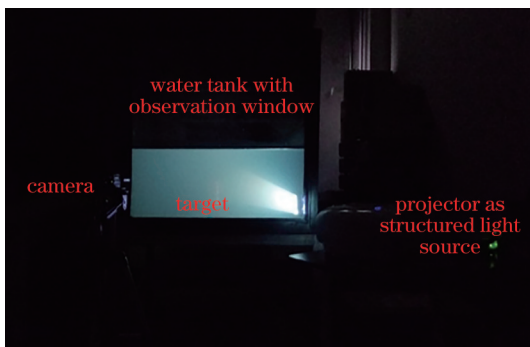 water tank with
observation window
camera
target
projector as
structured light
source